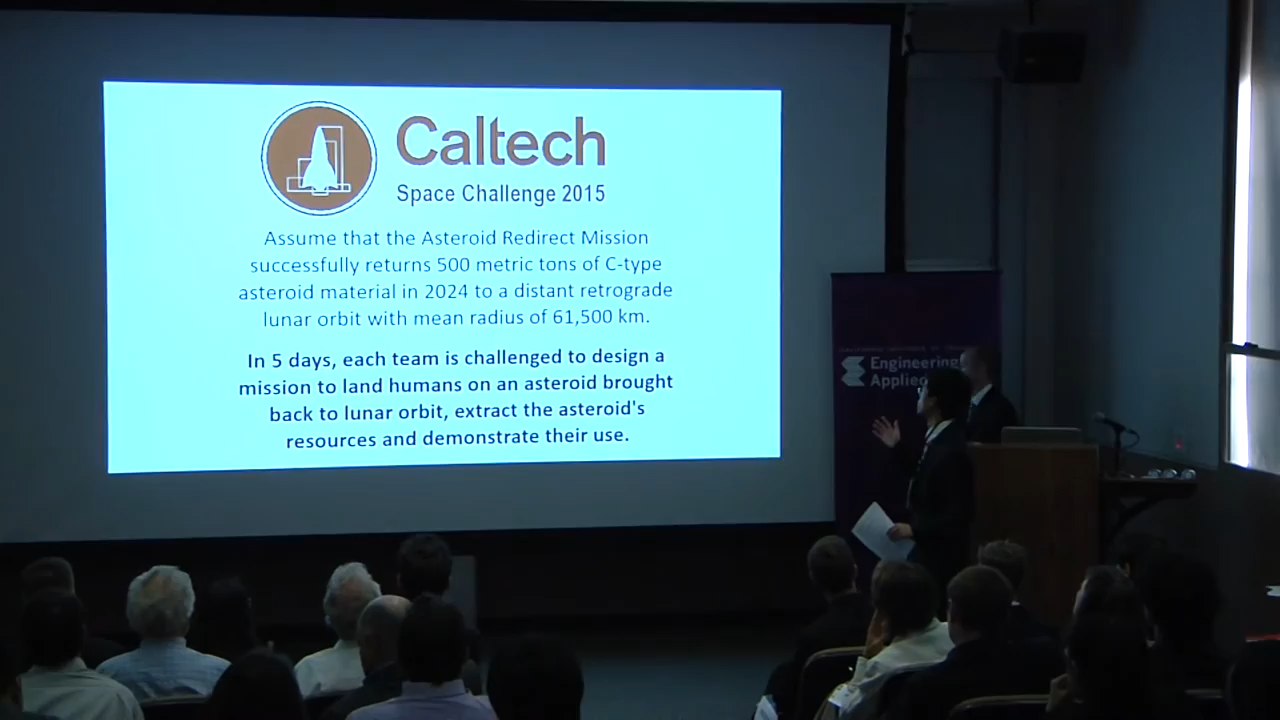 Caltech
Space Challenge 2015
Assume that the Asteroid Redirect Mission
successfully returns 500 metric tons of C-type
asteroid material in 2024 to a distant retrograde
lunar orbit with mean radius of 61,500 km.
In 5 days, each team is challenged to design a
mission to land humans on an asteroid brought
back to lunar orbit, extract the asteroid's
resources and demonstrate their use.
Engineering
Applied